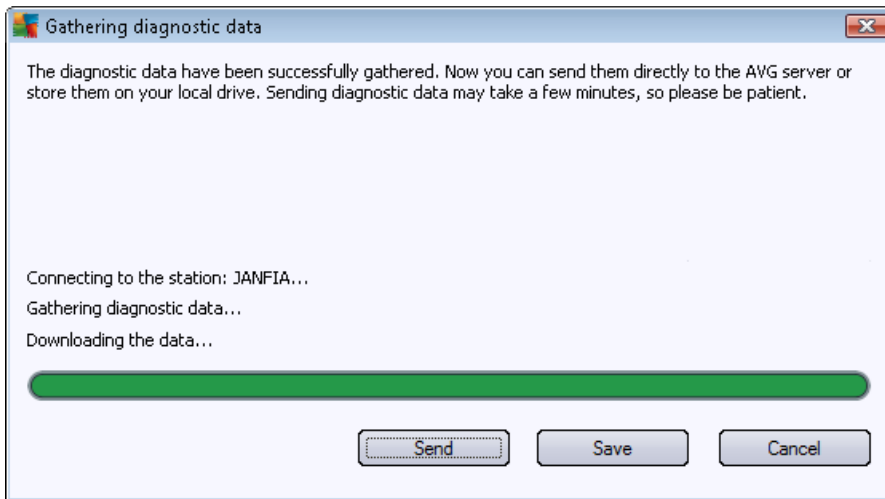 Gathering diagnostic data
The diagnostic data have been successfully gathered. Now you can send them directly to the AVG server or
store them on your local drive. Sending diagnostic data may take a few minutes, so please be patient.
Connecting to the station: JANFIA...
Gathering diagnostic data...
Downloading the data...
Send Save Cancel